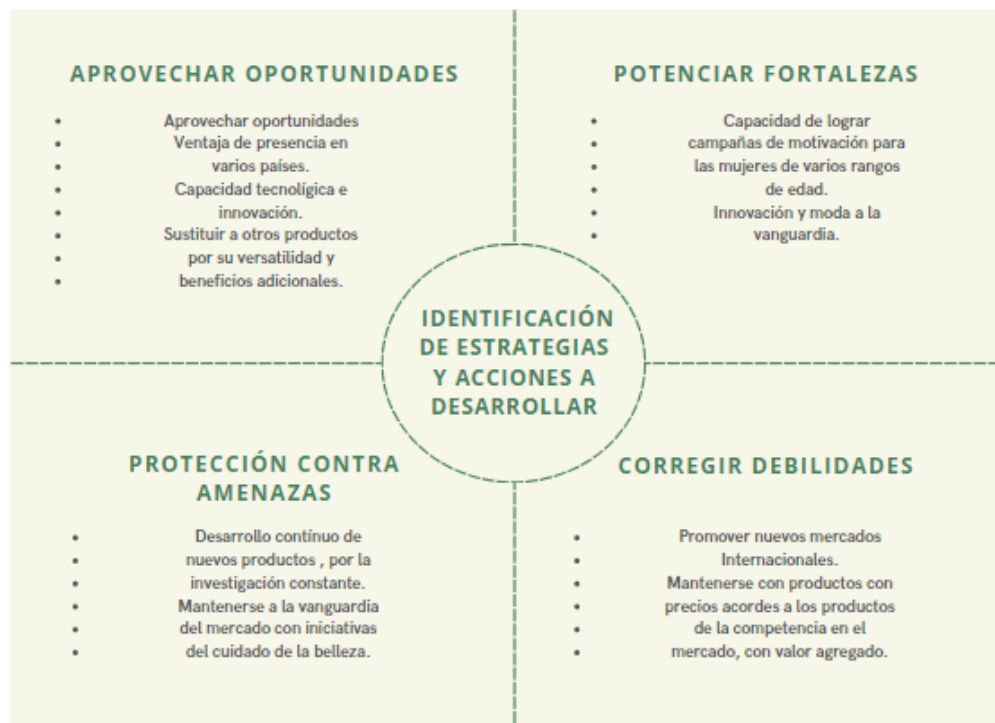 APROVECHAR OPORTUNIDADES
• Aprovechar oportunidades
• Ventaja de presencia en
• varios países.
• Capacidad tecnolígica e
• innovación.
• Sustituir a otros productos
• por su versatilidad y
• beneficios adicionales.
POTENCIAR FORTALEZAS
• Capacidad de lograr
• campañas de motivación para
• las mujeres de varios rangos
• de edad.
• Innovación y moda a la
• vanguardia.
IDENTIFICACIÓN
DE ESTRATEGIAS
Y ACCIONES A
DESARROLLAR
PROTECCIÓN CONTRA
AMENAZAS
• Desarrollo contínuo de
• nuevos productos , por la
• investigación constante.
• Mantenerse a la vanguardia
• del mercado con iniciativas
• del cuidado de la belleza.
CORREGIR DEBILIDADES
• Promover nuevos mercados
• Internacionales.
• Mantenerse con productos con
• precios acordes a los productos
• de la competencia en el
• mercado, con valor agregado.